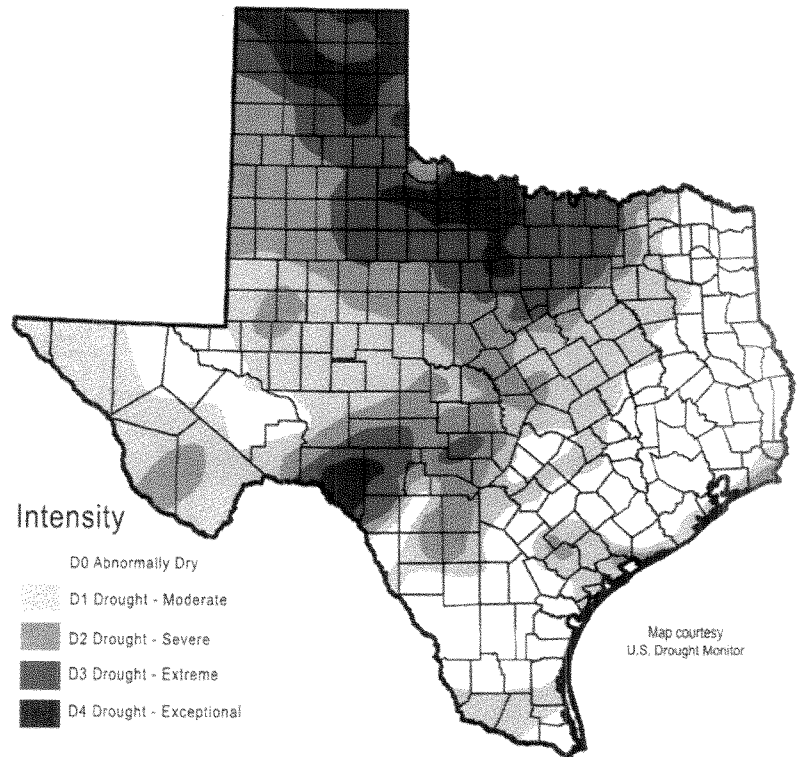 Intensity
D0 Abnormally Dry
D1 Drought - Moderate
D2 Drought - Severe
D3 Drought - Extreme
D4 Drought - Exceptional
Map courtesy
U.S. Drought Monitor